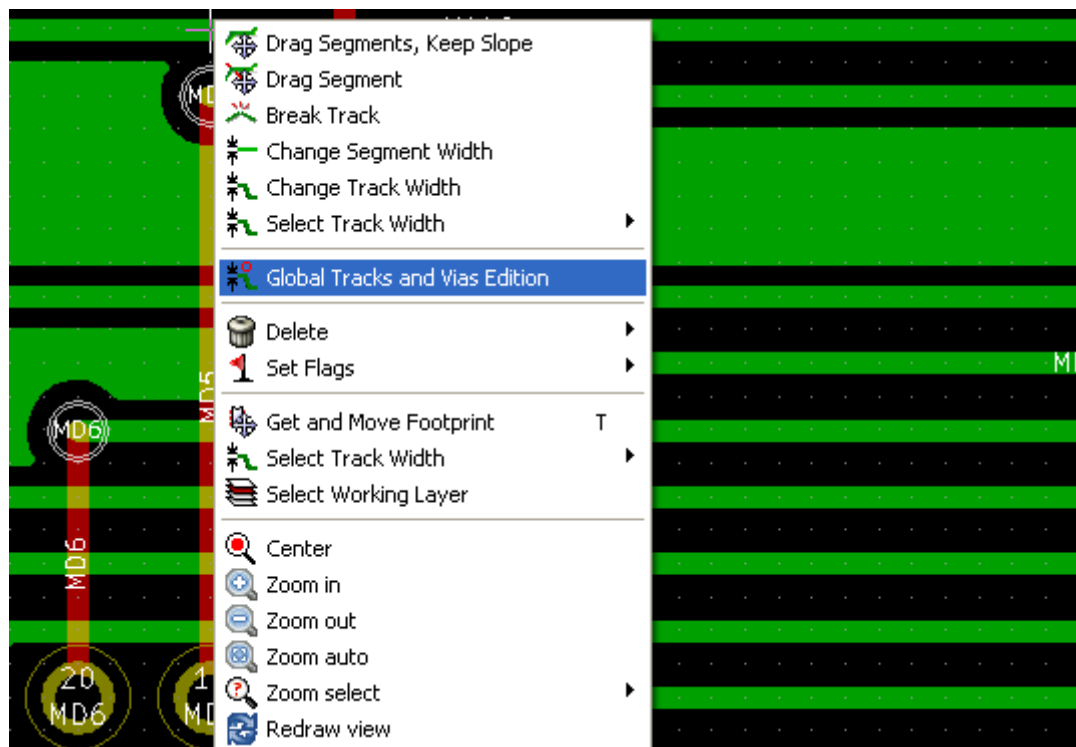 Drag Segments, Keep Slope
Drag Segment
Break Track
Change Segment Width
Change Track Width
Select Track Width
Global Tracks and Vias Edition
Delete
Set Flags
MD5
MD6
Get and Move Footprint T
Select Track Width
Select Working Layer
MD6
Center
Zoom in
Zoom out
Zoom auto
Zoom select
Redraw view
20
MD6
1